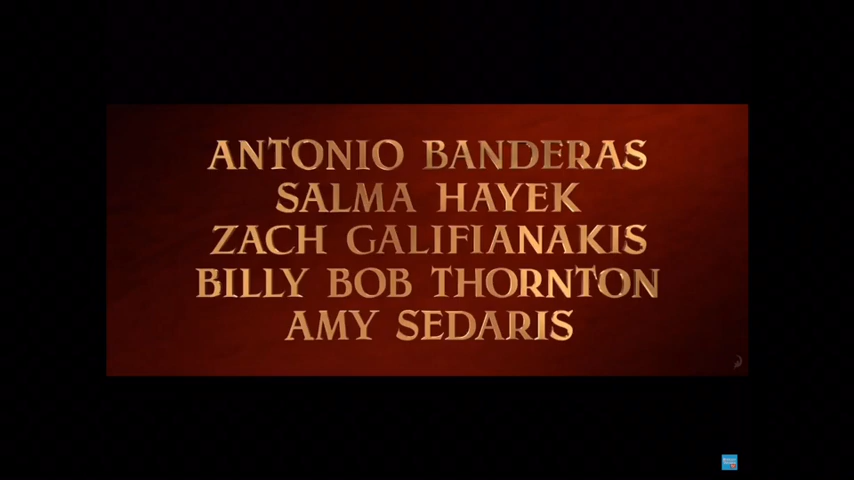 ANTONIO BANDERAS
SALMA HAYEK
ZACH GALIFIANAKIS
BILLY BOB THORNTON
AMY SEDARIS